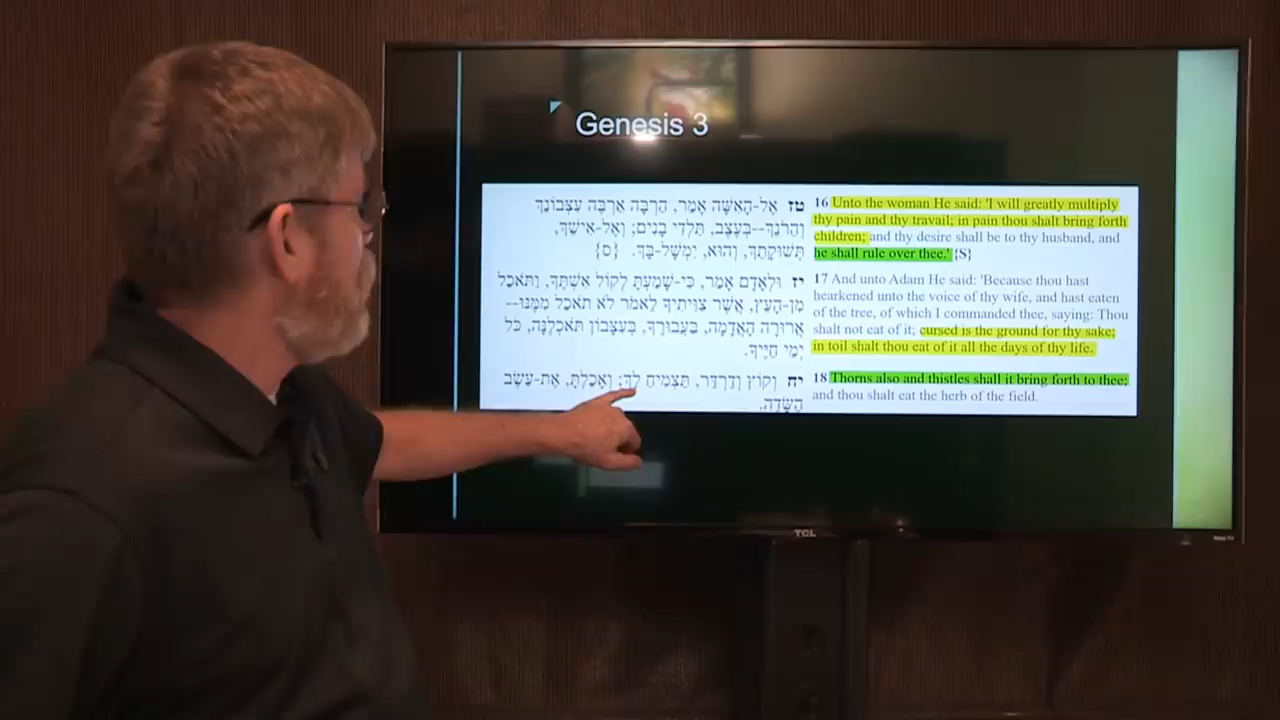 Genesis 3
טז אֶל-הָאִשָּׁה אָמַר, הַרְבָּה אַרְבֶּה עִצְּבוֹנֵךְ
וְהֵרֹנֵךְ--בְּעֶצֶב, תֵּלְדִי בָנִים; וְאֶל-אִישֵׁךְ,
תְּשׁוּקָתֵךְ, וְהוּא, יִמְשָׁל-בָּךְ. {ס}
16 Unto the woman He said: 'I will greatly multiply
thy pain and thy travail; in pain thou shalt bring forth
children; and thy desire shall be to thy husband, and
he shall rule over thee.' {S}
יז וּלְאָדָם אָמַר, כִּי-שָׁמַעְתָּ לְקוֹל אִשְׁתֶּךָ, וַתֹּאכַל
מִן-הָעֵץ, אֲשֶׁר צִוִּיתִיךָ לֵאמֹר לֹא תֹאכַל מִמֶּנּוּ--
אֲרוּרָה הָאֲדָמָה, בַּעֲבוּרֶךָ, בְּעִצָּבוֹן תֹּאכְלֶנָּה, כֹּל
יְמֵי חַיֶּיךָ.
17 And unto Adam He said: 'Because thou hast
hearkened unto the voice of thy wife, and hast eaten
of the tree, of which I commanded thee, saying: Thou
shalt not eat of it; cursed is the ground for thy sake;
in toil shalt thou eat of it all the days of thy life.
יח וְקוֹץ וְדַרְדַּר, תַּצְמִיחַ לָךְ; וְאָכַלְתָּ, אֶת-עֵשֶׂב
הַשָּׂדֶה.
18 Thorns also and thistles shall it bring forth to thee;
and thou shalt eat the herb of the field.
TCL
Roku TV